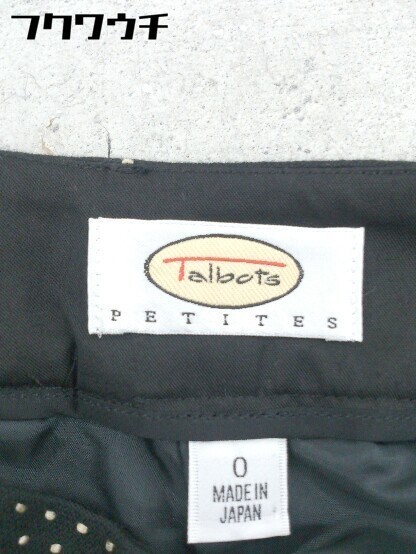 フクワウチ
Talbots
PETITES
0
MADE IN
JAPAN